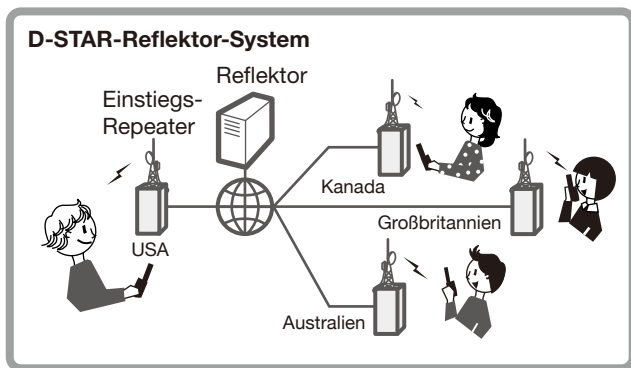 D-STAR-Reflektor-System
Reflektor
Einstiegs-
Repeater
Kanada
Großbritannien
USA
Australien